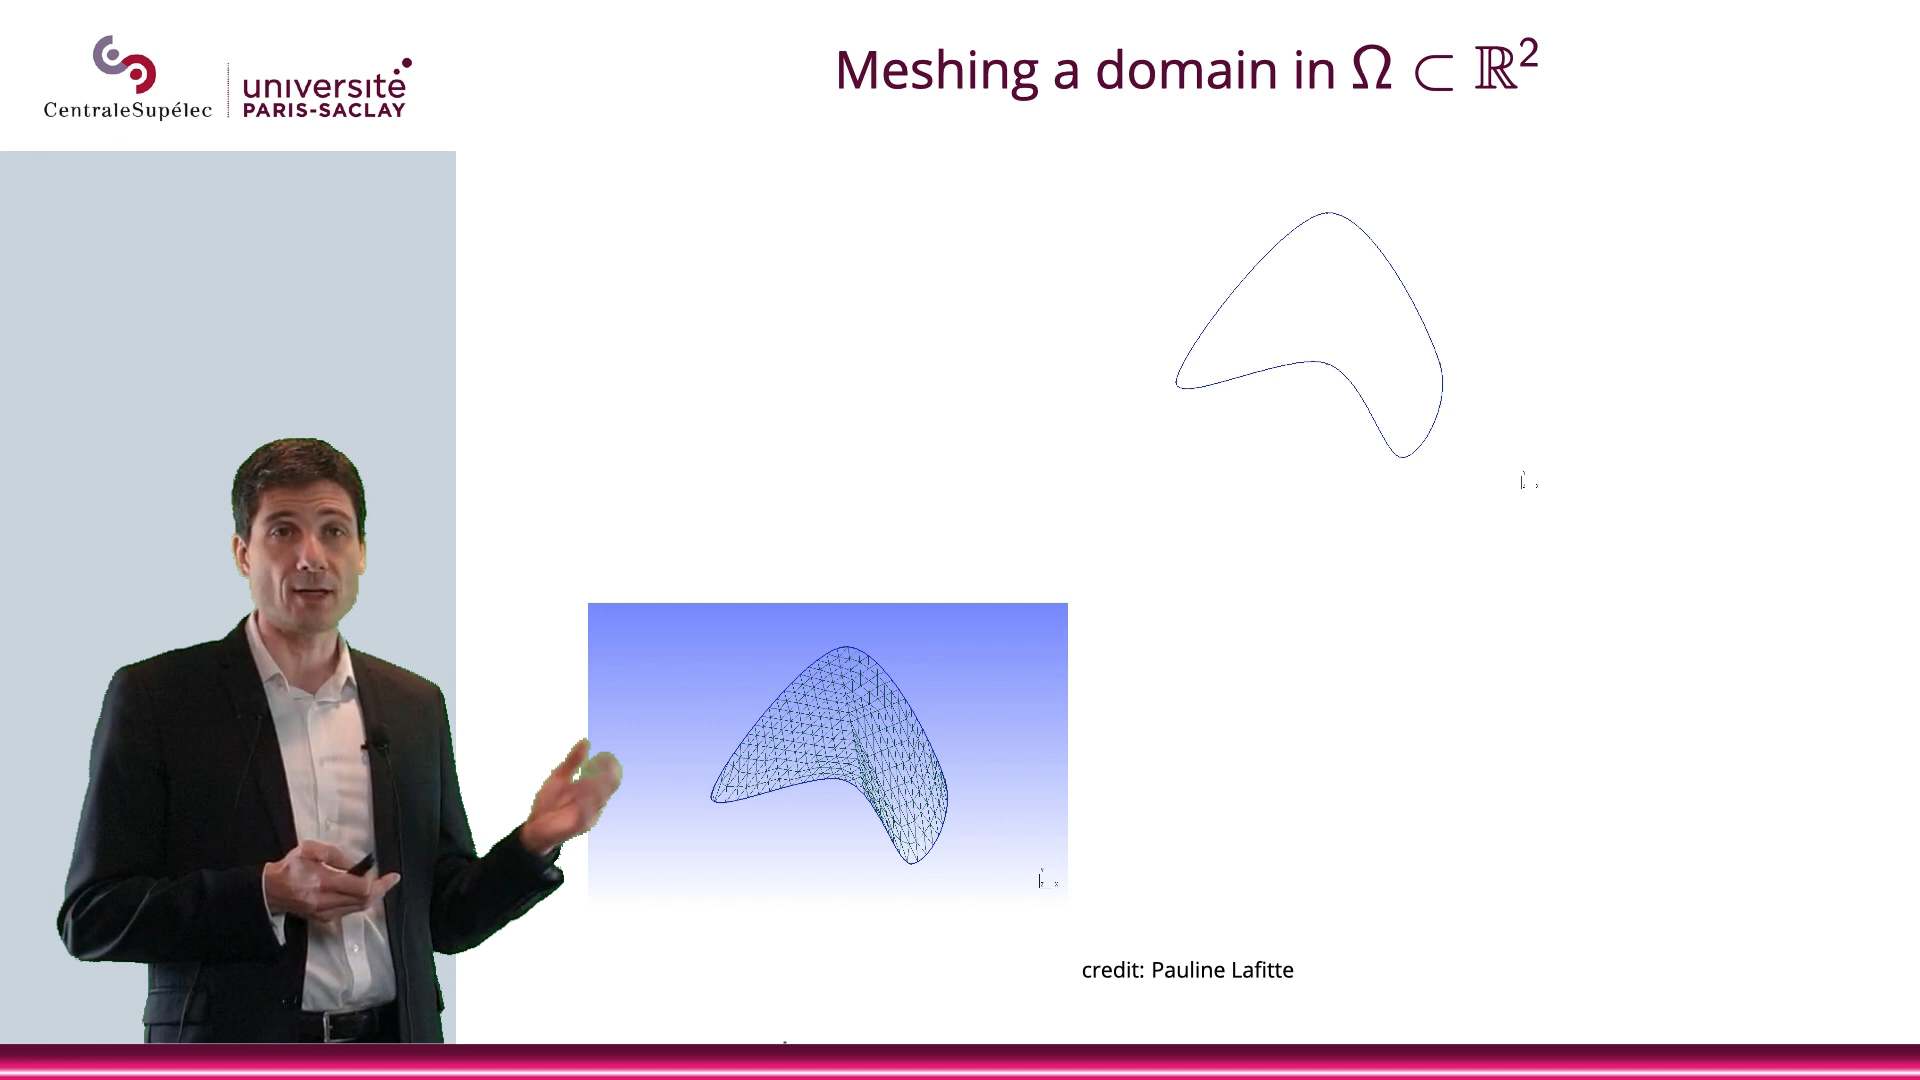 CentraleSupélec
université
PARIS-SACLAY
Meshing a domain in Ω ⊂ ℝ²
credit: Pauline Lafitte